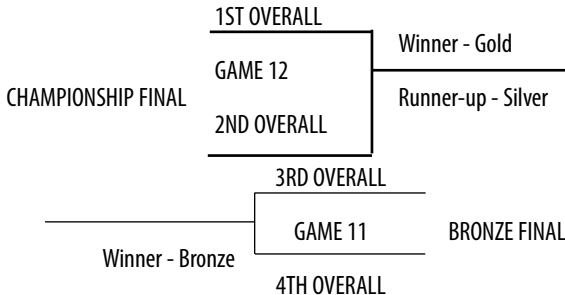 1ST OVERALL
Winner - Gold
GAME 12
CHAMPIONSHIP FINAL
Runner-up - Silver
2ND OVERALL
3RD OVERALL
GAME 11
BRONZE FINAL
Winner - Bronze
4TH OVERALL